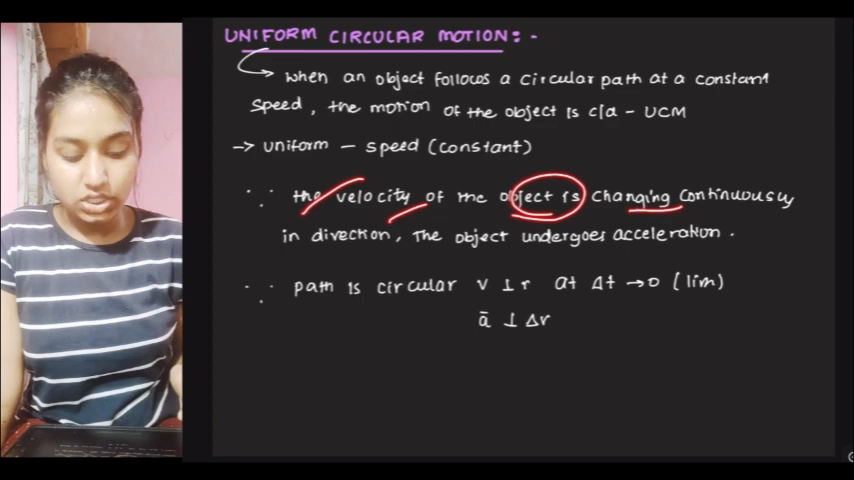 UNIFORM CIRCULAR MOTION: -
when an object follows a circular path at a constant
speed, the motion of the object is c/a - UCM
-> uniform - speed (constant)
∵ the velocity of the object is changing continuously
in direction, The object undergoes acceleration.
∵ path is circular v ⊥ r at Δt → 0 (lim)
ā ⊥ Δr